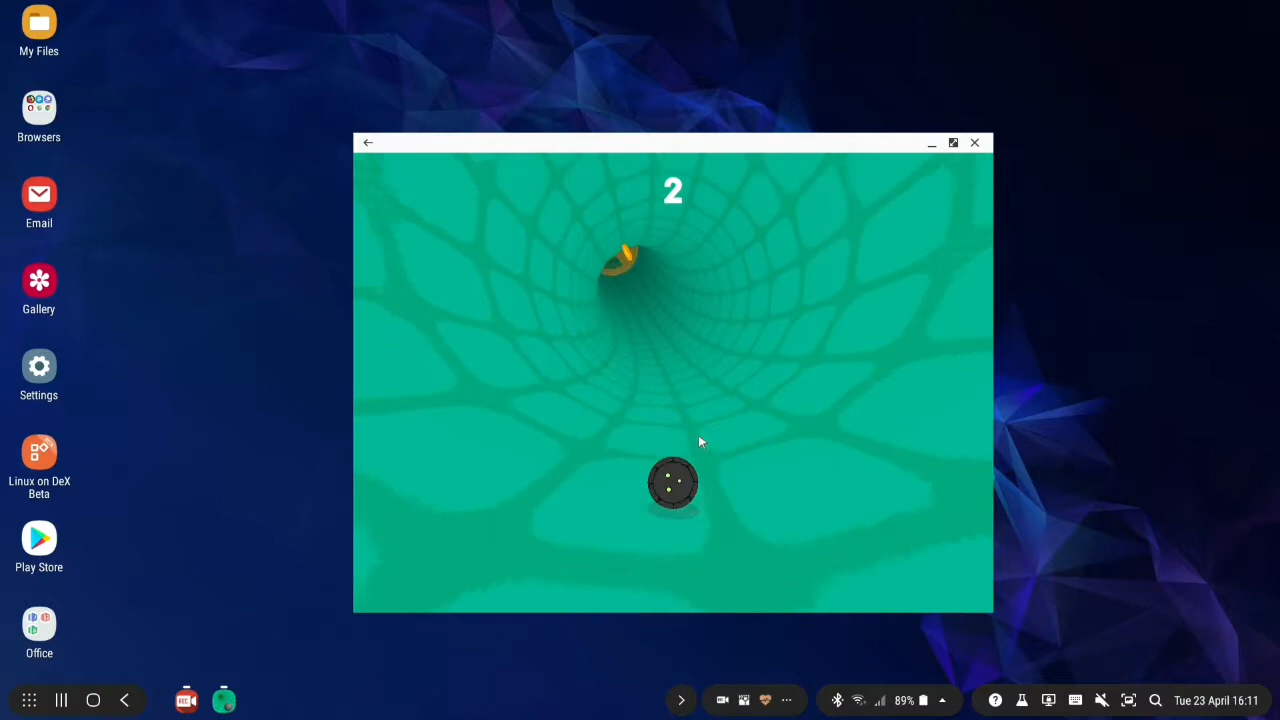 My Files
Browsers
Email
Gallery
Settings
Linux on DeX
Beta
Play Store
Office
2
REC
89%
Tue 23 April 16:11